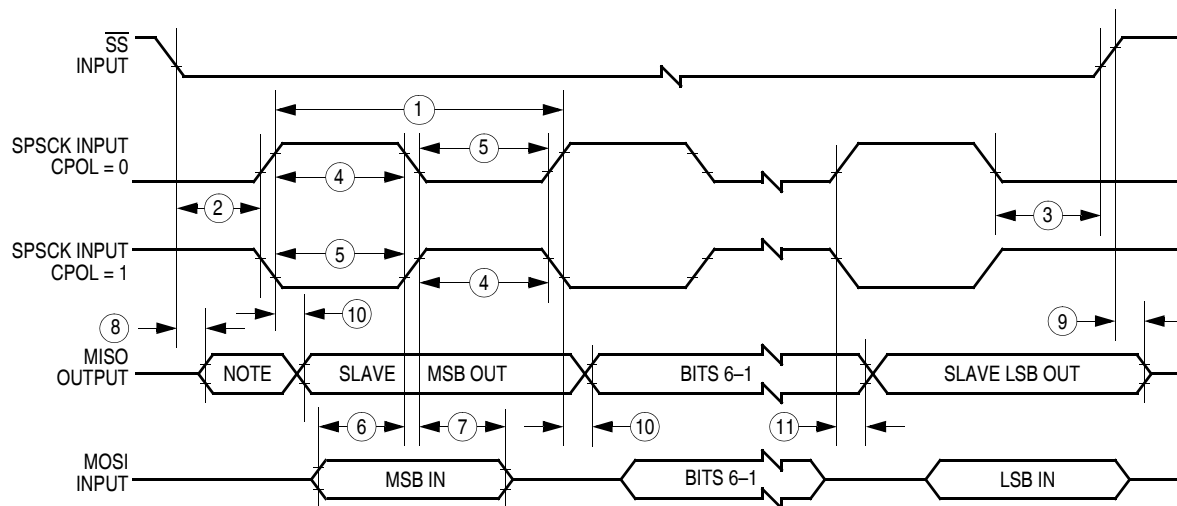 SS
INPUT
1
SPSCK INPUT
CPOL = 0
5
4
2
3
SPSCK INPUT
CPOL = 1
5
4
8
10
9
MISO
OUTPUT
NOTE
SLAVE MSB OUT
BITS 6–1
SLAVE LSB OUT
6
7
10
11
MOSI
INPUT
MSB IN
BITS 6–1
LSB IN